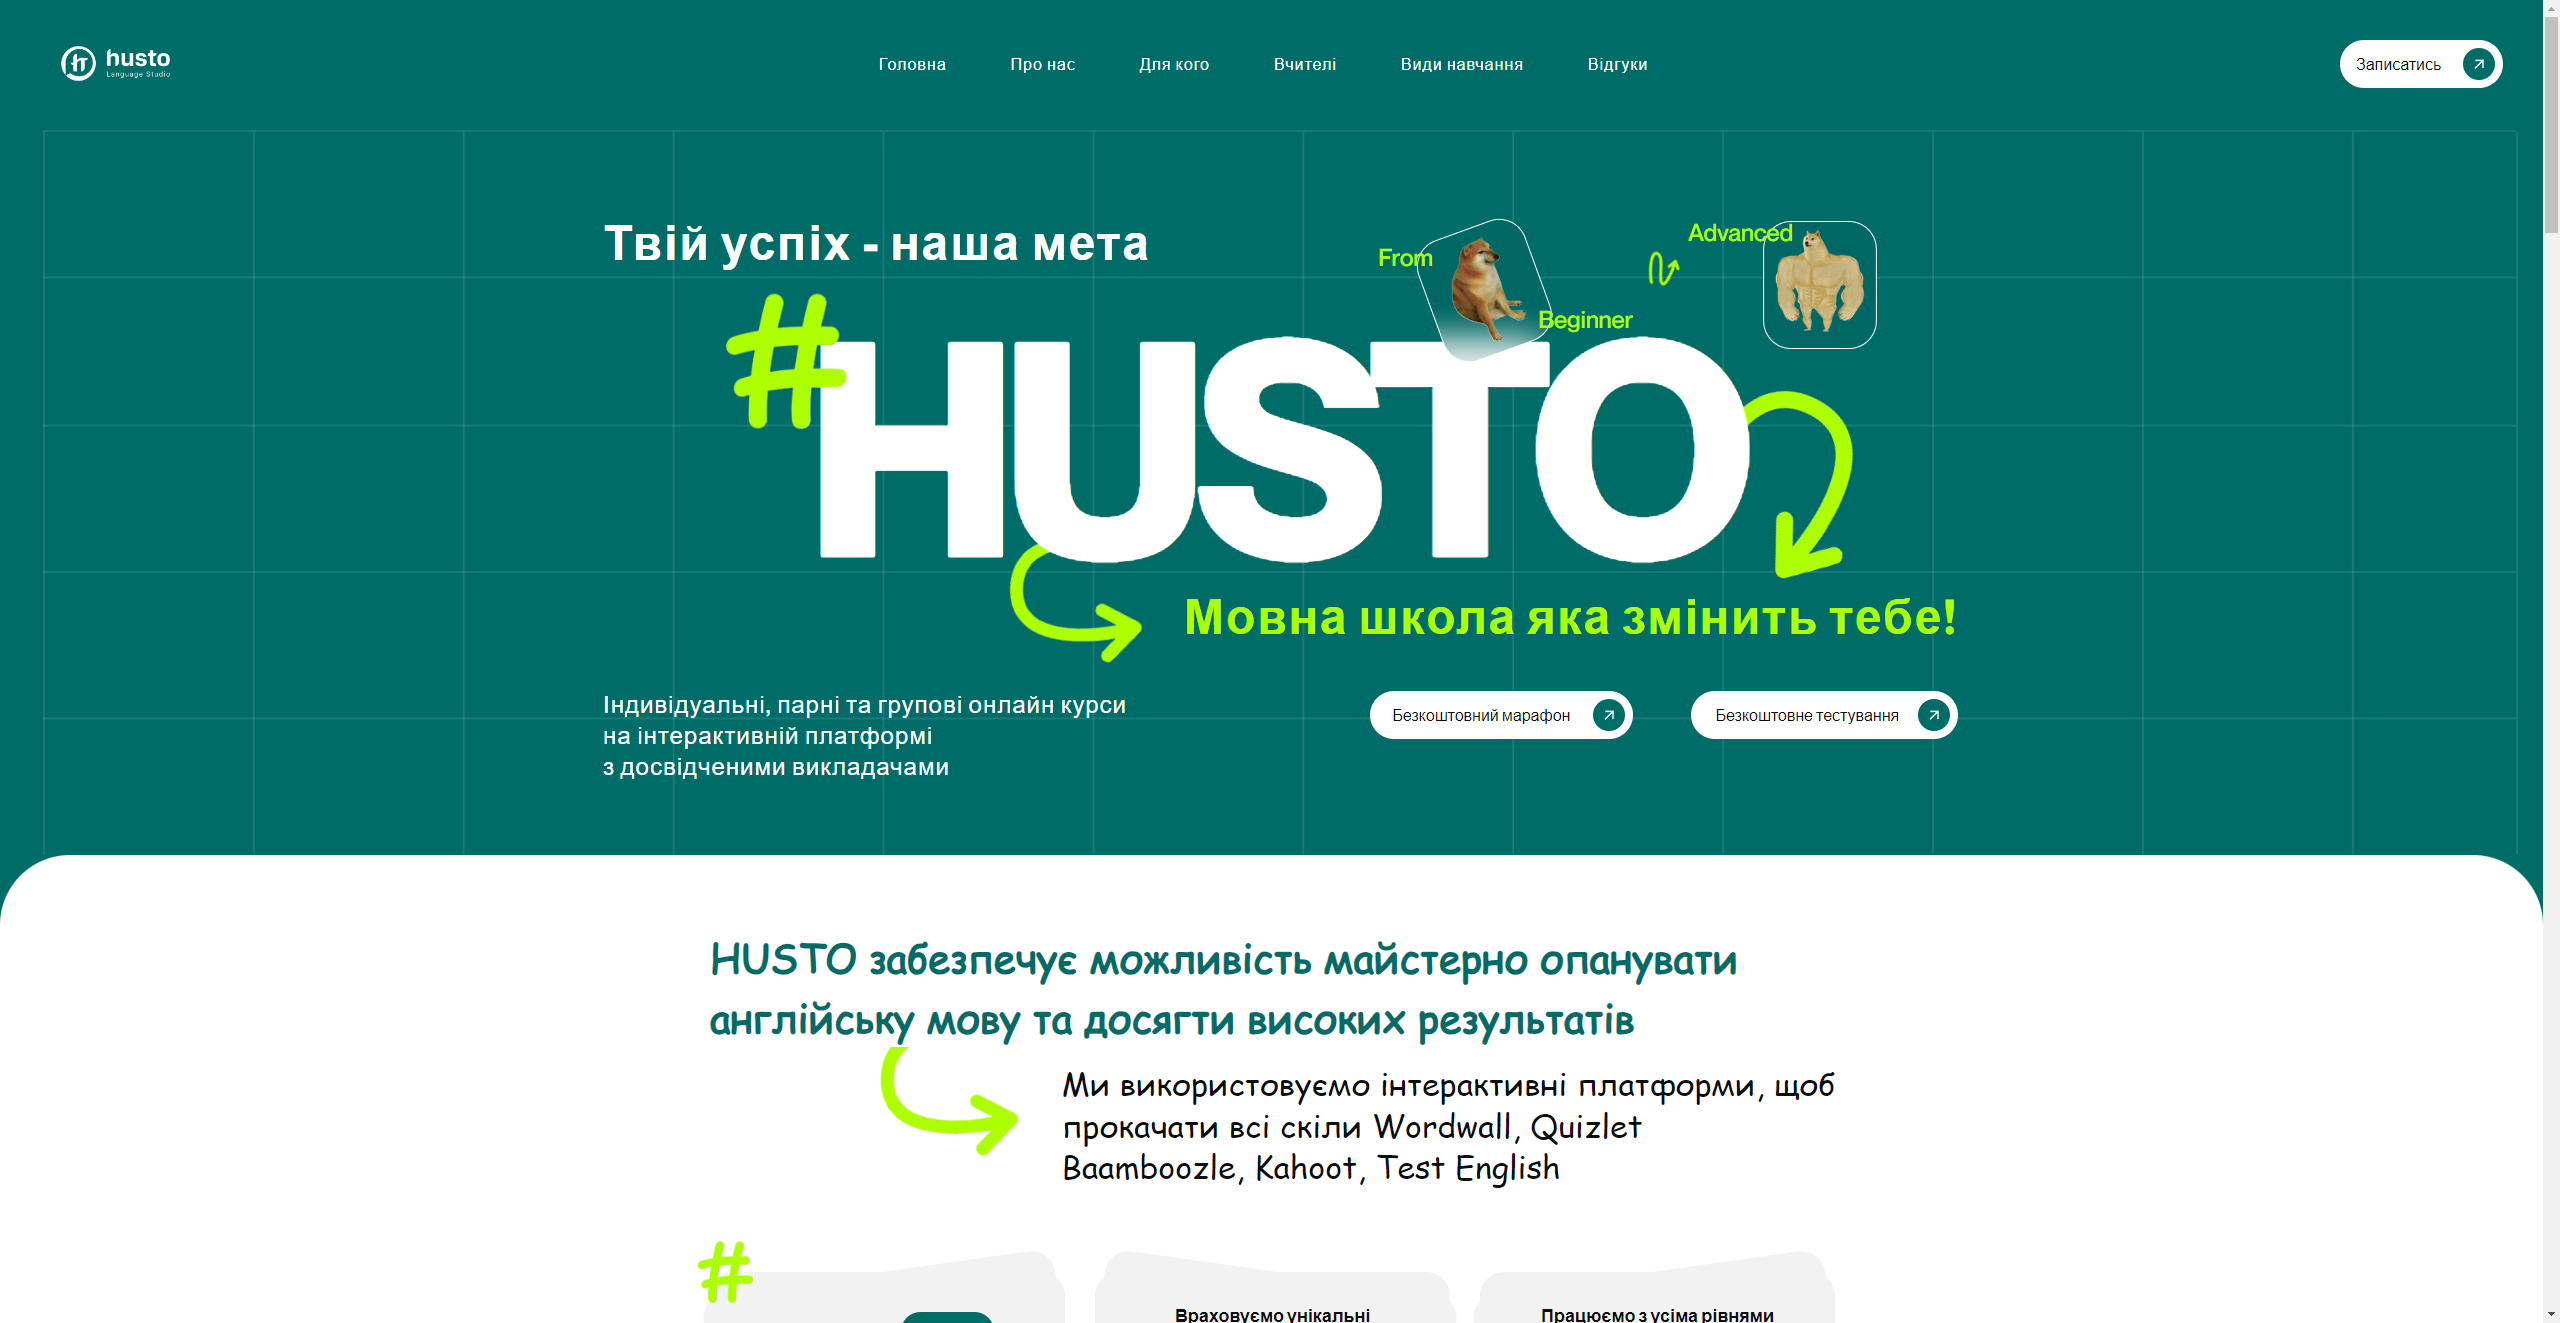 husto
Language Studio
Головна
Про нас
Для кого
Вчителі
Види навчання
Відгуки
Записатись
Твій успіх - наша мета
From
Beginner
Advanced
#HUSTO
Мовна школа яка змінить тебе!
Індивідуальні, парні та групові онлайн курси
на інтерактивній платформі
з досвідченими викладачами
Безкоштовний марафон
Безкоштовне тестування
HUSTO забезпечує можливість майстерно опанувати
англійську мову та досягти високих результатів
Ми використовуємо інтерактивні платформи, щоб
прокачати всі скіли Wordwall, Quizlet
Baamboozle, Kahoot, Test English
#
Враховуємо унікальні
Працюємо з усіма рівнями